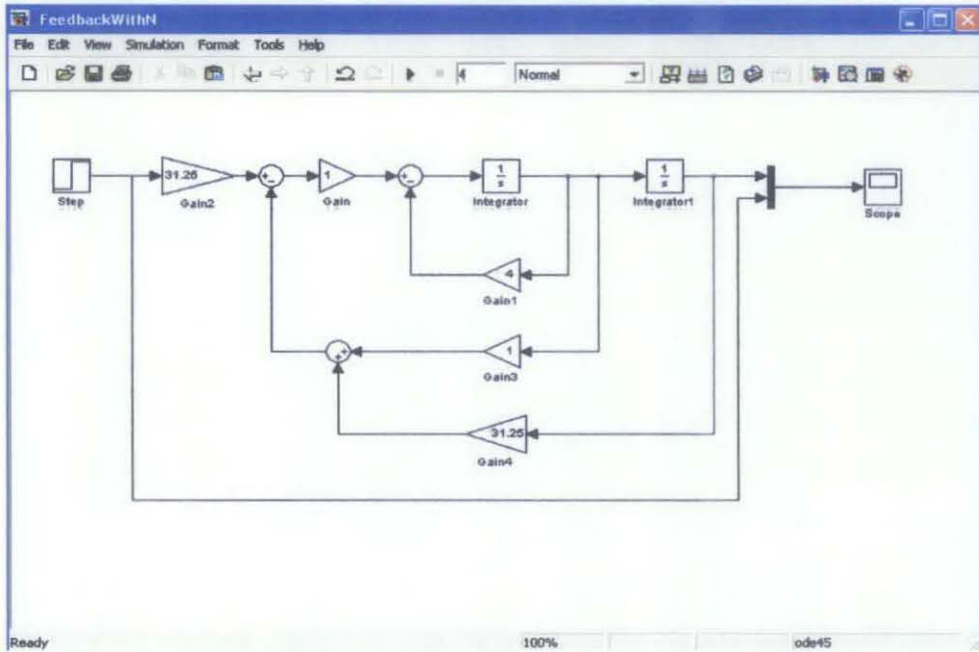 FeedbackWithN
File Edit View Simulation Format Tools Help
4 Normal
31.25
1
1
s
1
s
Step
Gain2
Gain
Integrator
Integrator1
Scope
4
Gain1
1
Gain3
31.25
Gain4
Ready 100% ode45